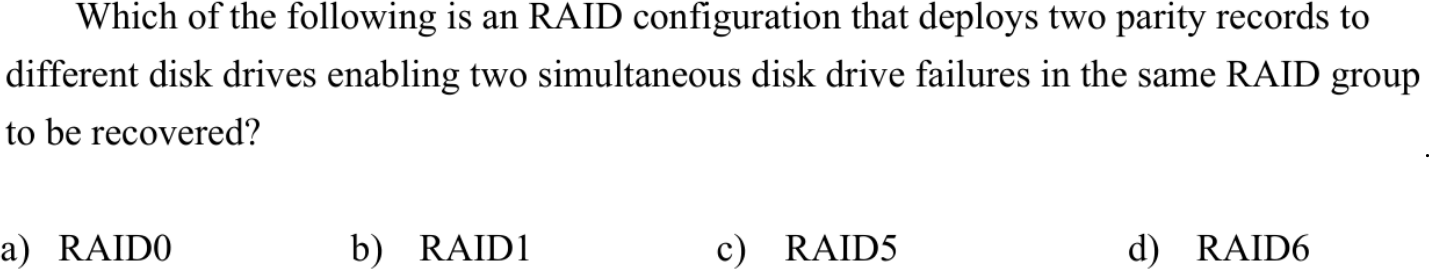 Which of the following is an RAID configuration that deploys two parity records to
different disk drives enabling two simultaneous disk drive failures in the same RAID group
to be recovered?
a) RAID0 b) RAID1 c) RAID5 d) RAID6